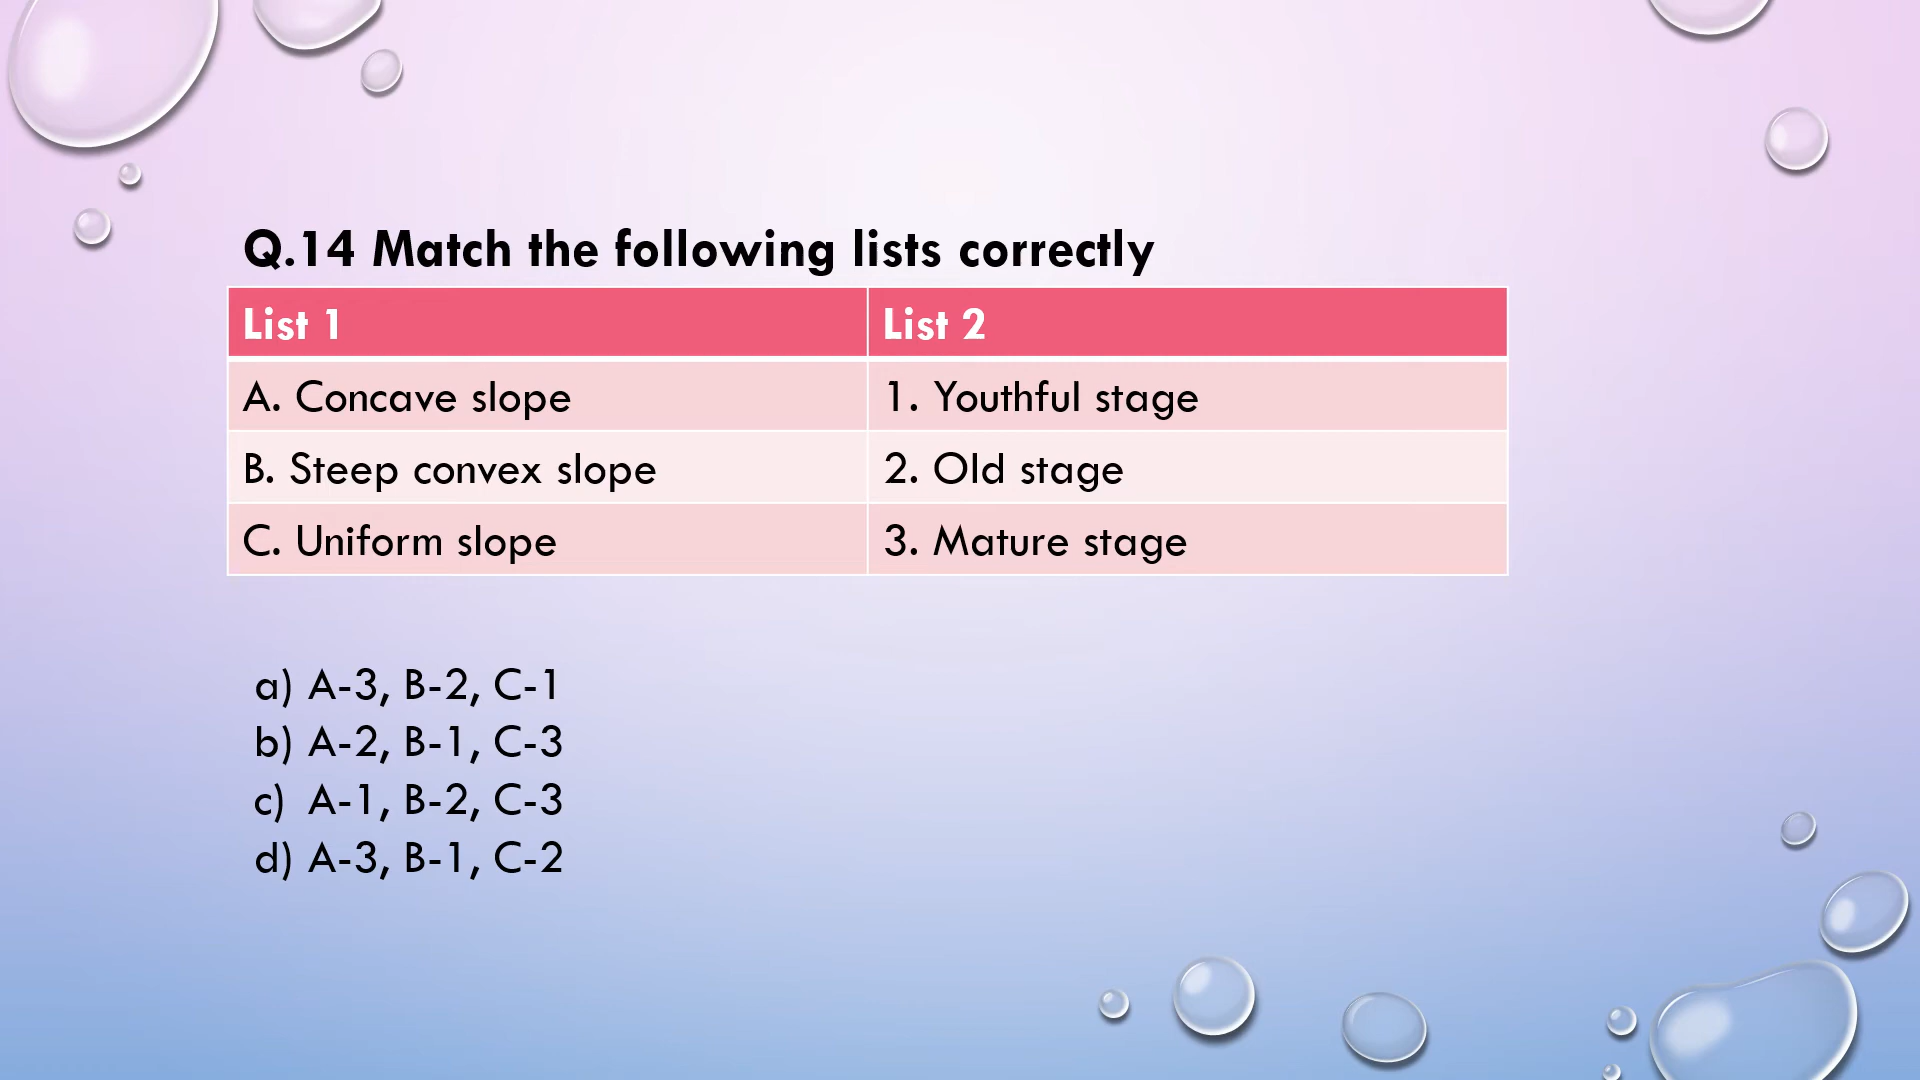 Q.14 Match the following lists correctly
List 1 List 2
A. Concave slope 1. Youthful stage
B. Steep convex slope 2. Old stage
C. Uniform slope 3. Mature stage
a) A-3, B-2, C-1
b) A-2, B-1, C-3
c) A-1, B-2, C-3
d) A-3, B-1, C-2